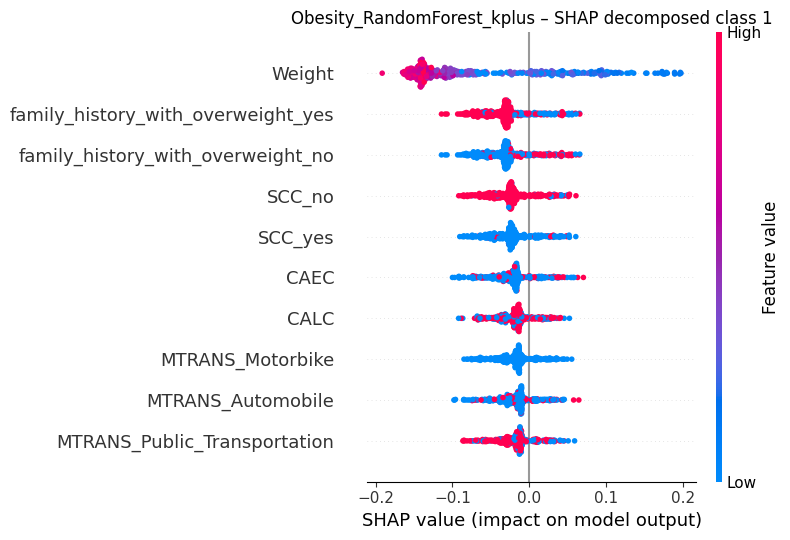 Obesity_RandomForest_kplus – SHAP decomposed class 1
High
Weight
family_history_with_overweight_yes
family_history_with_overweight_no
SCC_no
SCC_yes
CAEC
CALC
MTRANS_Motorbike
MTRANS_Automobile
MTRANS_Public_Transportation
Feature value
Low
−0.2 −0.1 0.0 0.1 0.2
SHAP value (impact on model output)